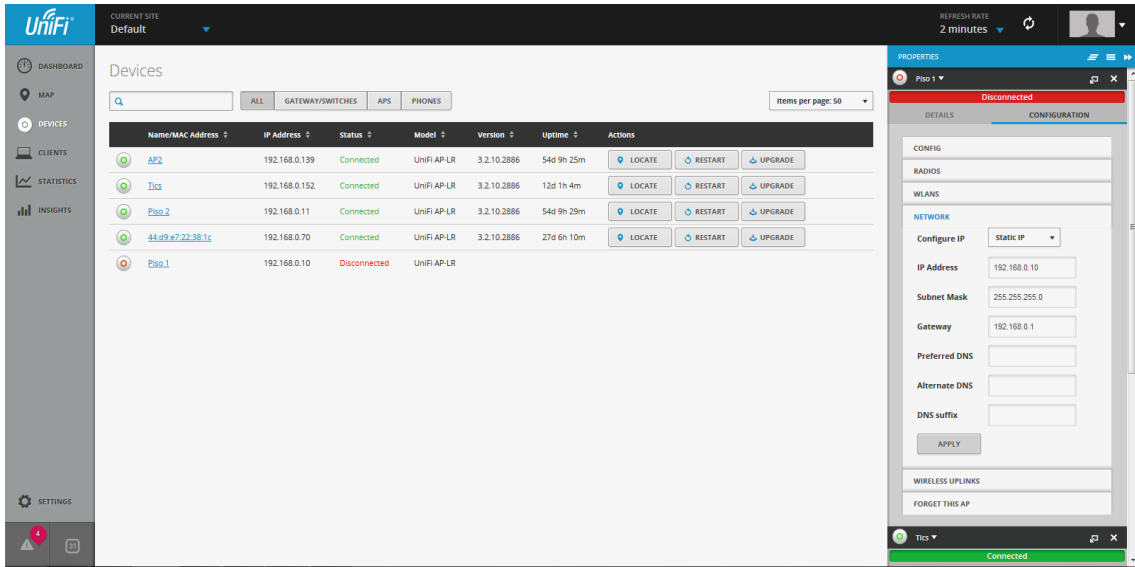 UniFi
CURRENT SITE
Default
REFRESH RATE
2 minutes
DASHBOARD
MAP
DEVICES
CLIENTS
STATISTICS
INSIGHTS
SETTINGS
4
31
Devices
ALL GATEWAY/SWITCHES APS PHONES
Items per page: 50
Name/MAC Address IP Address Status Model Version Uptime Actions
AP2 192.168.0.139 Connected UniFi AP-LR 3.2.10.2886 54d 9h 25m LOCATE RESTART UPGRADE
Tics 192.168.0.152 Connected UniFi AP-LR 3.2.10.2886 12d 1h 4m LOCATE RESTART UPGRADE
Piso 2 192.168.0.11 Connected UniFi AP-LR 3.2.10.2886 54d 9h 29m LOCATE RESTART UPGRADE
44:d9:e7:22:38:1c 192.168.0.70 Connected UniFi AP-LR 3.2.10.2886 27d 6h 10m LOCATE RESTART UPGRADE
Piso 1 192.168.0.10 Disconnected UniFi AP-LR
PROPERTIES
Piso 1
Disconnected
DETAILS CONFIGURATION
CONFIG
RADIOS
WLANS
NETWORK
Configure IP Static IP
IP Address 192.168.0.10
Subnet Mask 255.255.255.0
Gateway 192.168.0.1
Preferred DNS
Alternate DNS
DNS suffix
APPLY
WIRELESS UPLINKS
FORGET THIS AP
Tics
Connected